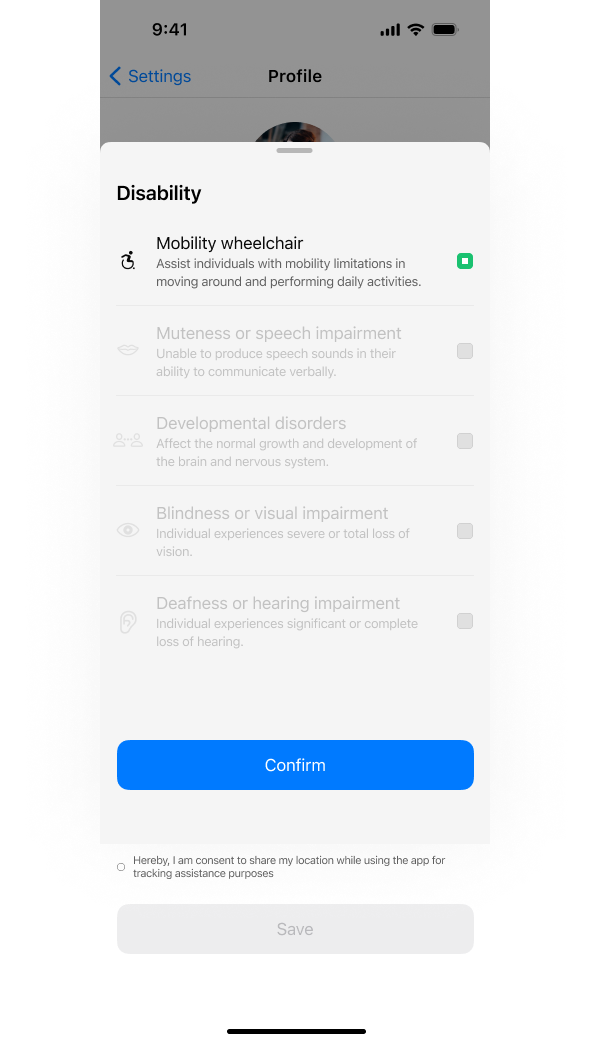 9:41
Settings
Profile
Disability
Mobility wheelchair
Assist individuals with mobility limitations in
moving around and performing daily activities.
Muteness or speech impairment
Unable to produce speech sounds in their
ability to communicate verbally.
Developmental disorders
Affect the normal growth and development of
the brain and nervous system.
Blindness or visual impairment
Individual experiences severe or total loss of
vision.
Deafness or hearing impairment
Individual experiences significant or complete
loss of hearing.
Confirm
Hereby, I am consent to share my location while using the app for
tracking assistance purposes
Save